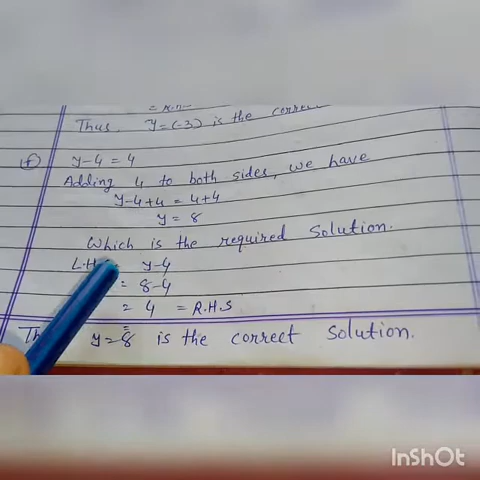 Thus, y=(-3) is the correct
(f) y-4 = 4
Adding 4 to both sides, we have
y-4+4 = 4+4
y = 8
Which is the required solution.
L.H y-4
= 8-4
= 4 = R.H.S
y=8 is the correct solution.
InShOt